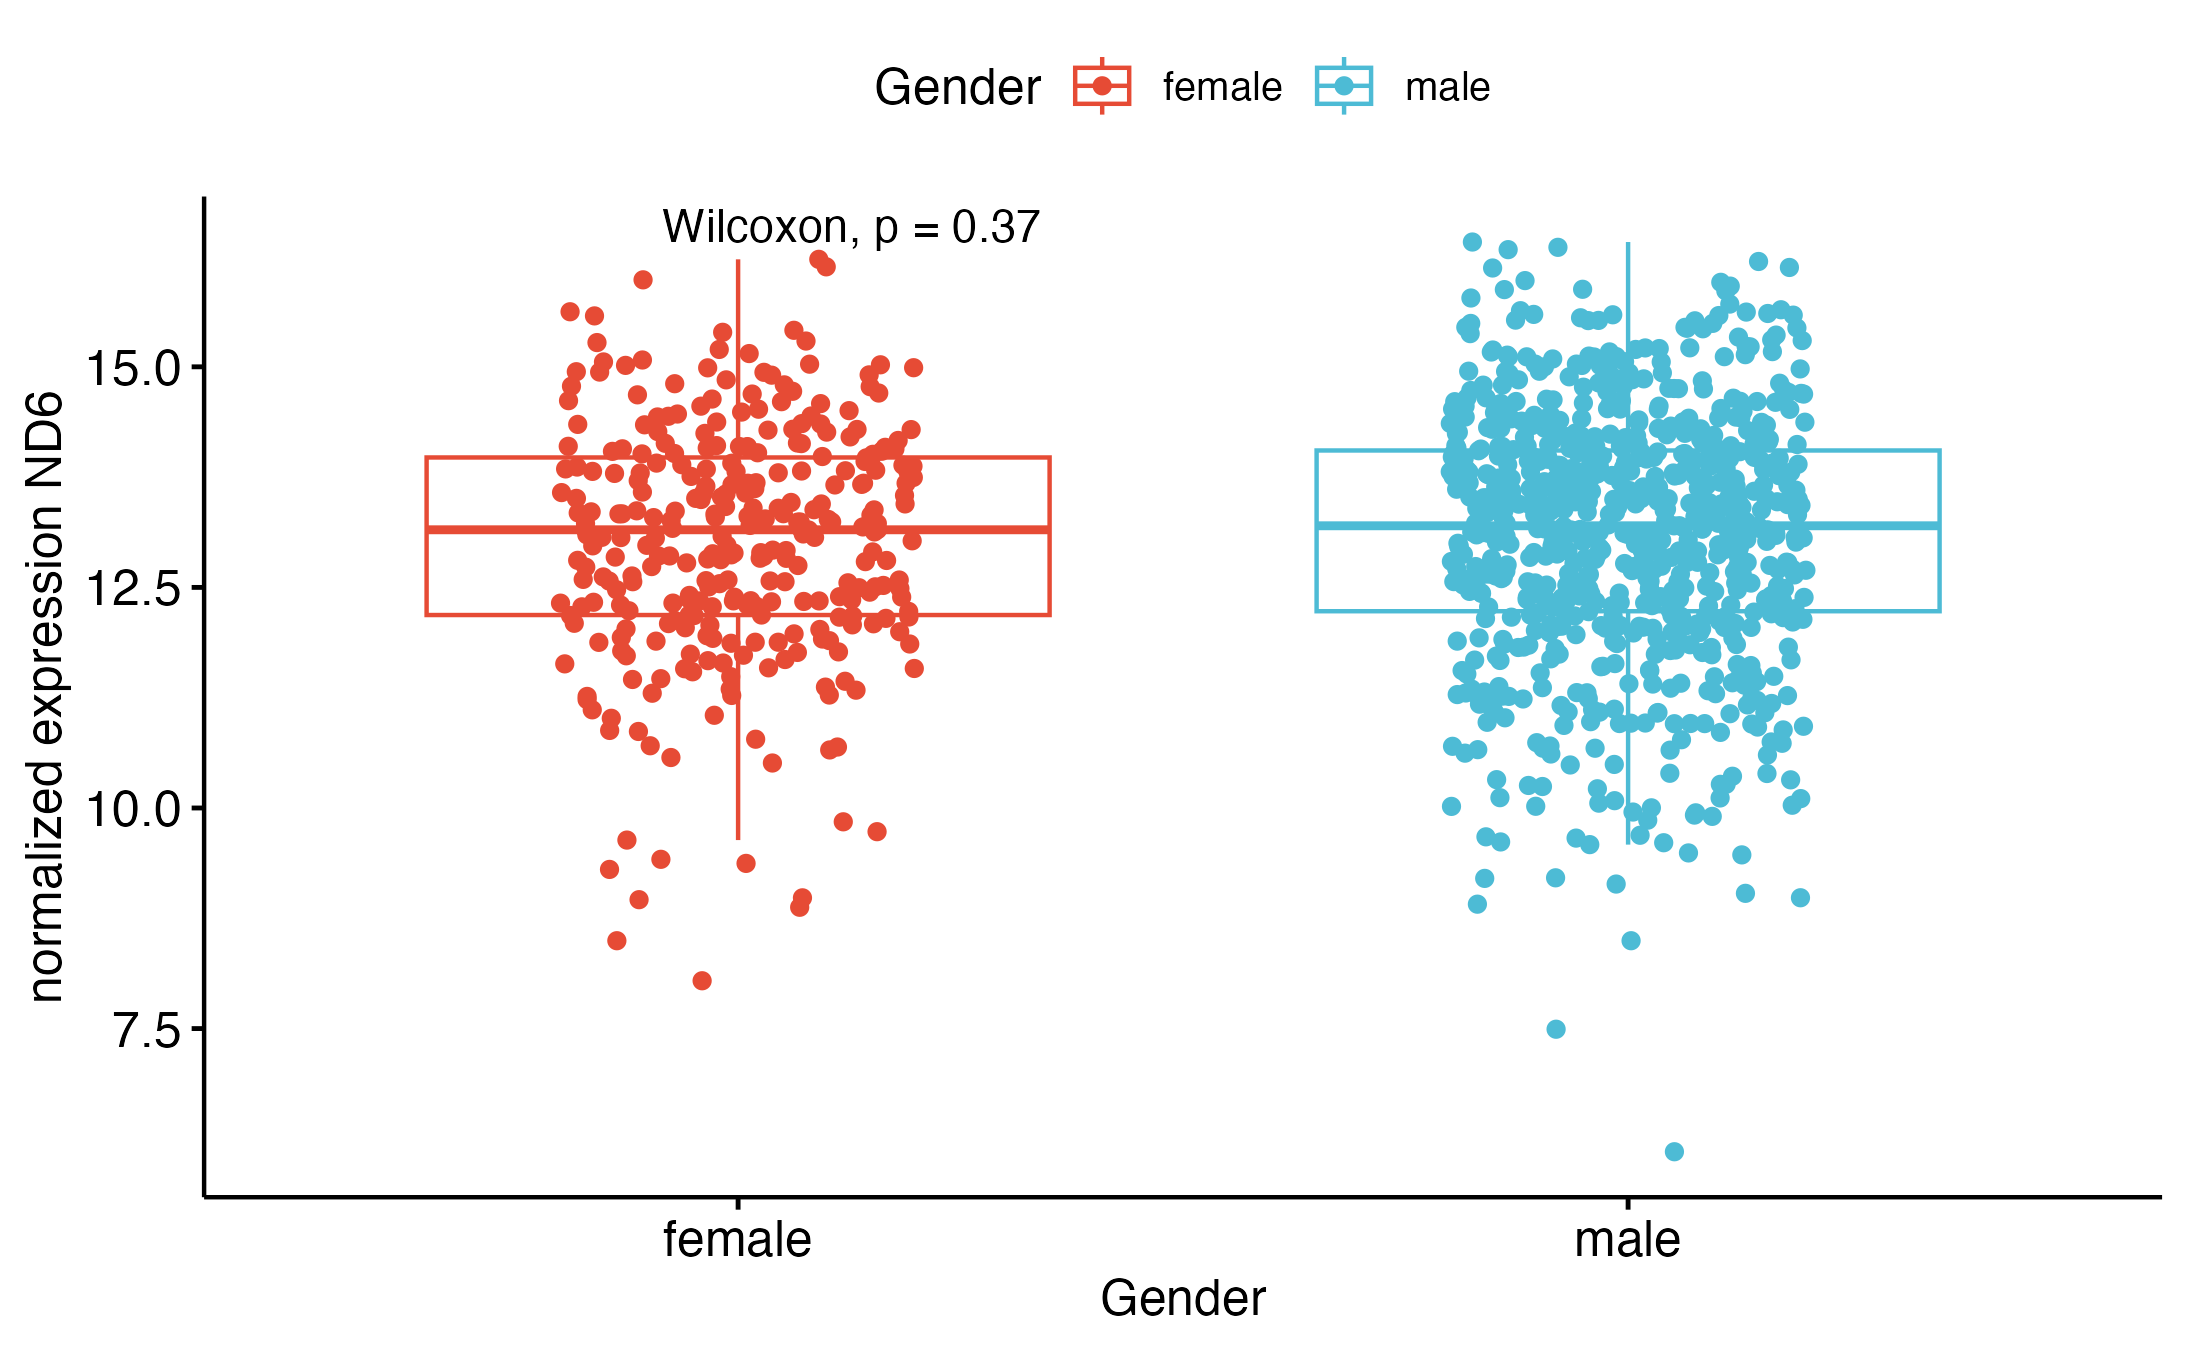 Gender female male
Wilcoxon, p = 0.37
normalized expression ND6
15.0
12.5
10.0
7.5
female male
Gender